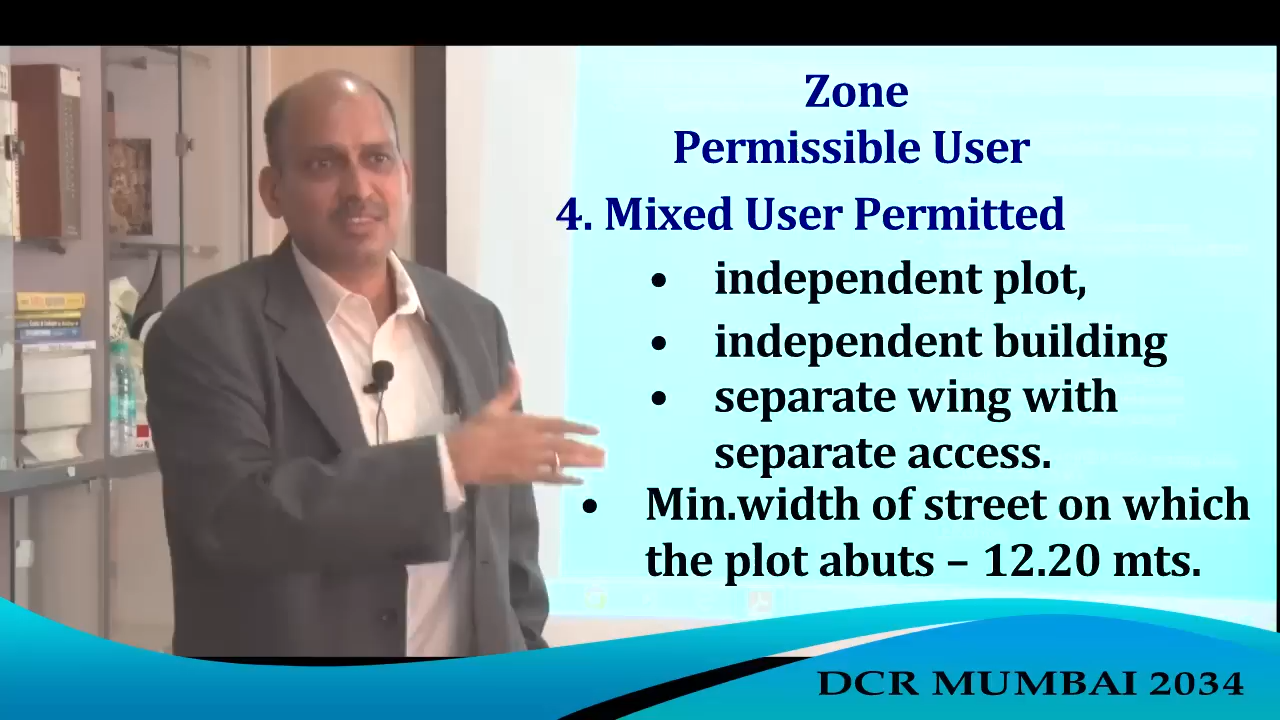 Zone
Permissible User
4. Mixed User Permitted
• independent plot,
• independent building
• separate wing with
separate access.
• Min.width of street on which
the plot abuts – 12.20 mts.
DCR MUMBAI 2034